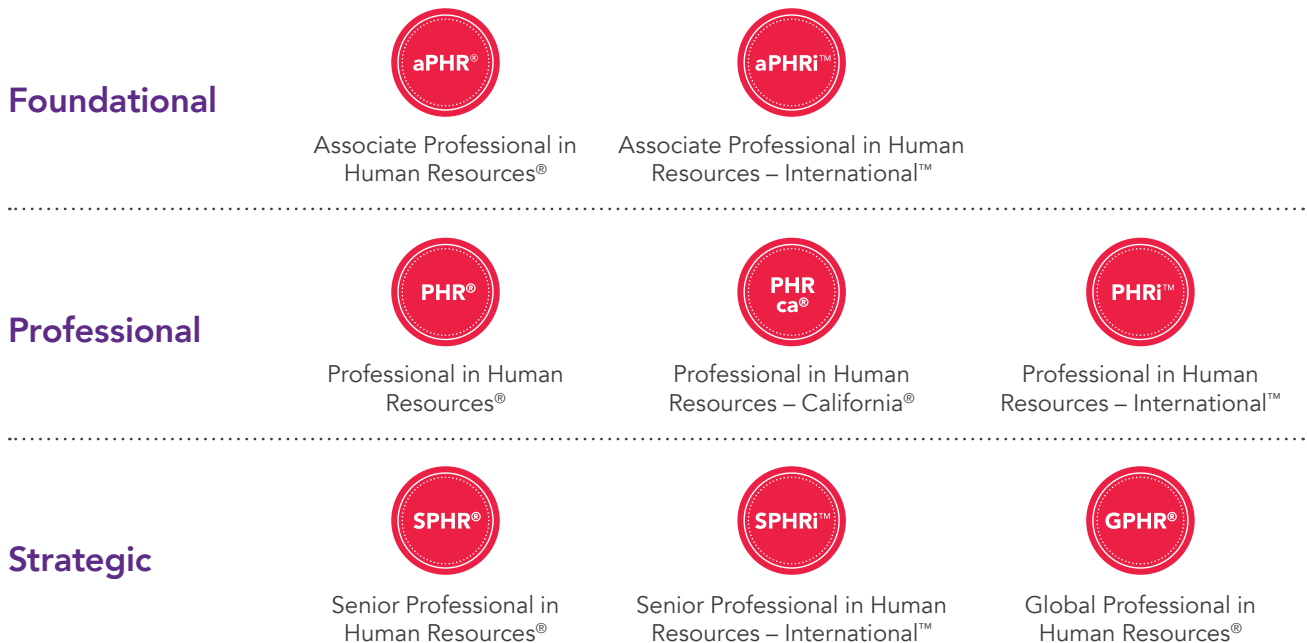 aPHR®
aPHRi™
Foundational
Associate Professional in
Human Resources®
Associate Professional in Human
Resources – International™
PHR®
PHR
ca®
PHRi™
Professional
Professional in Human
Resources®
Professional in Human
Resources – California®
Professional in Human
Resources – International™
SPHR®
SPHRi™
GPHR®
Strategic
Senior Professional in
Human Resources®
Senior Professional in Human
Resources – International™
Global Professional in
Human Resources®